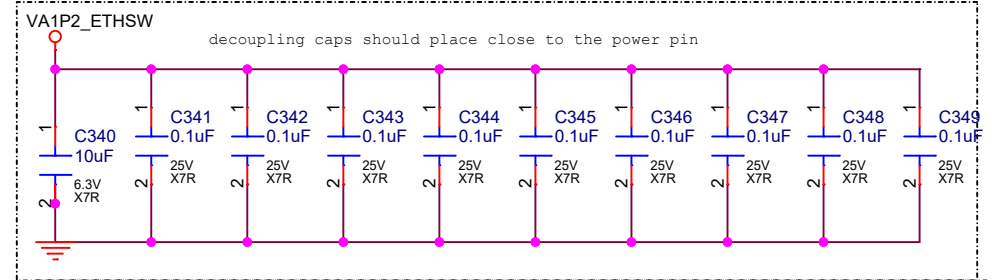 VA1P2_ETHSW
decoupling caps should place close to the power pin
1
C340
10uF
6.3V
X7R
2
1
C341
0.1uF
25V
X7R
2
1
C342
0.1uF
25V
X7R
2
1
C343
0.1uF
25V
X7R
2
1
C344
0.1uF
25V
X7R
2
1
C345
0.1uF
25V
X7R
2
1
C346
0.1uF
25V
X7R
2
1
C347
0.1uF
25V
X7R
2
1
C348
0.1uF
25V
X7R
2
1
C349
0.1uF
25V
X7R
2